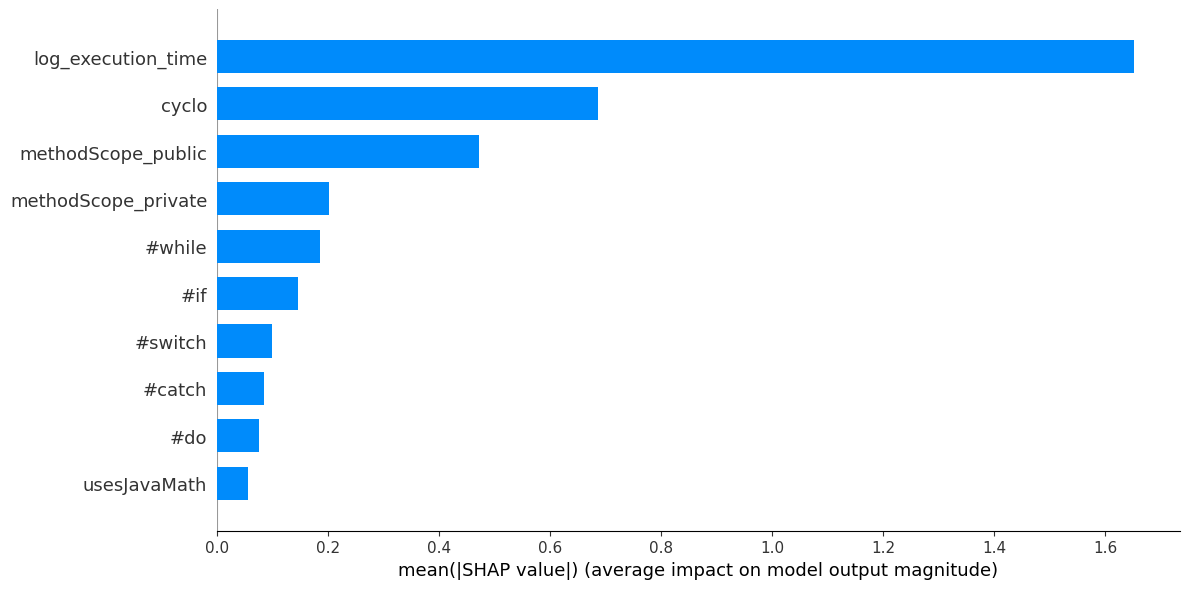 log_execution_time
cyclo
methodScope_public
methodScope_private
#while
#if
#switch
#catch
#do
usesJavaMath
0.0 0.2 0.4 0.6 0.8 1.0 1.2 1.4 1.6
mean(|SHAP value|) (average impact on model output magnitude)